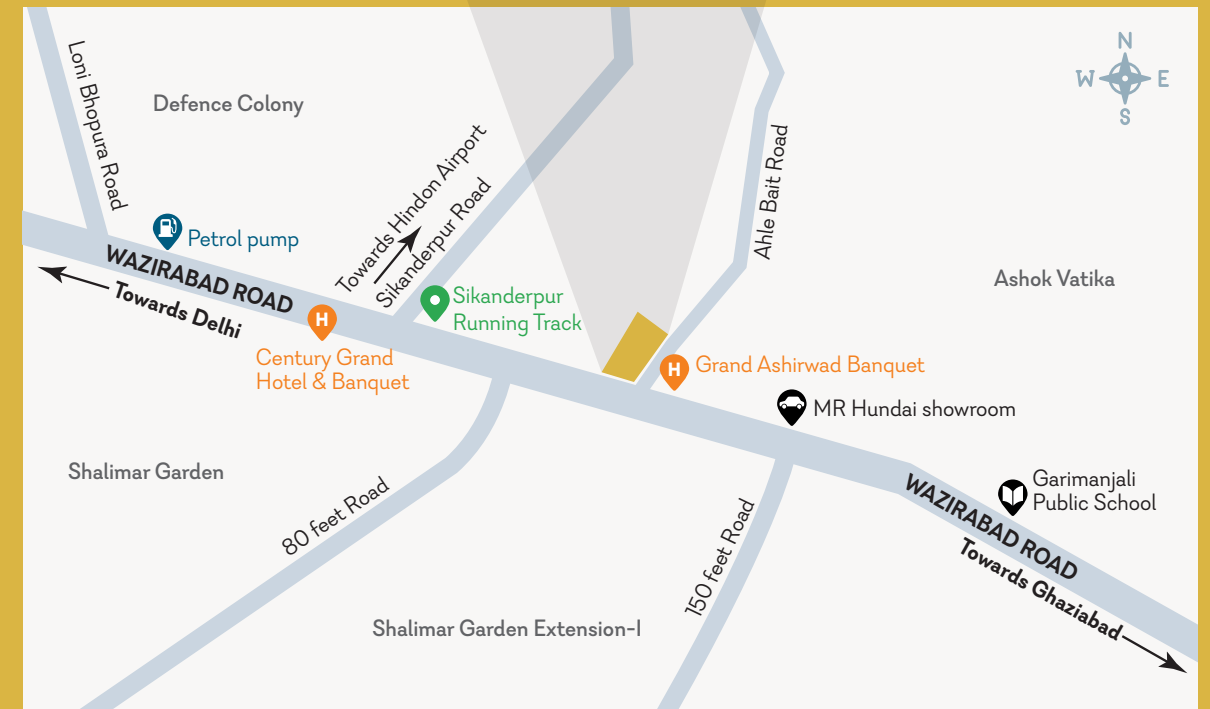 N
W
E
S
Loni Bhopura Road
Defence Colony
Towards Hindon Airport
Sikanderpur Road
Ahle Bait Road
Petrol pump
WAZIRABAD ROAD
Towards Delhi
Ashok Vatika
Sikanderpur
Running Track
H
Century Grand
Hotel & Banquet
H
Grand Ashirwad Banquet
MR Hundai showroom
Shalimar Garden
80 feet Road
150 feet Road
WAZIRABAD ROAD
Towards Ghaziabad
Garimanjali
Public School
Shalimar Garden Extension-I